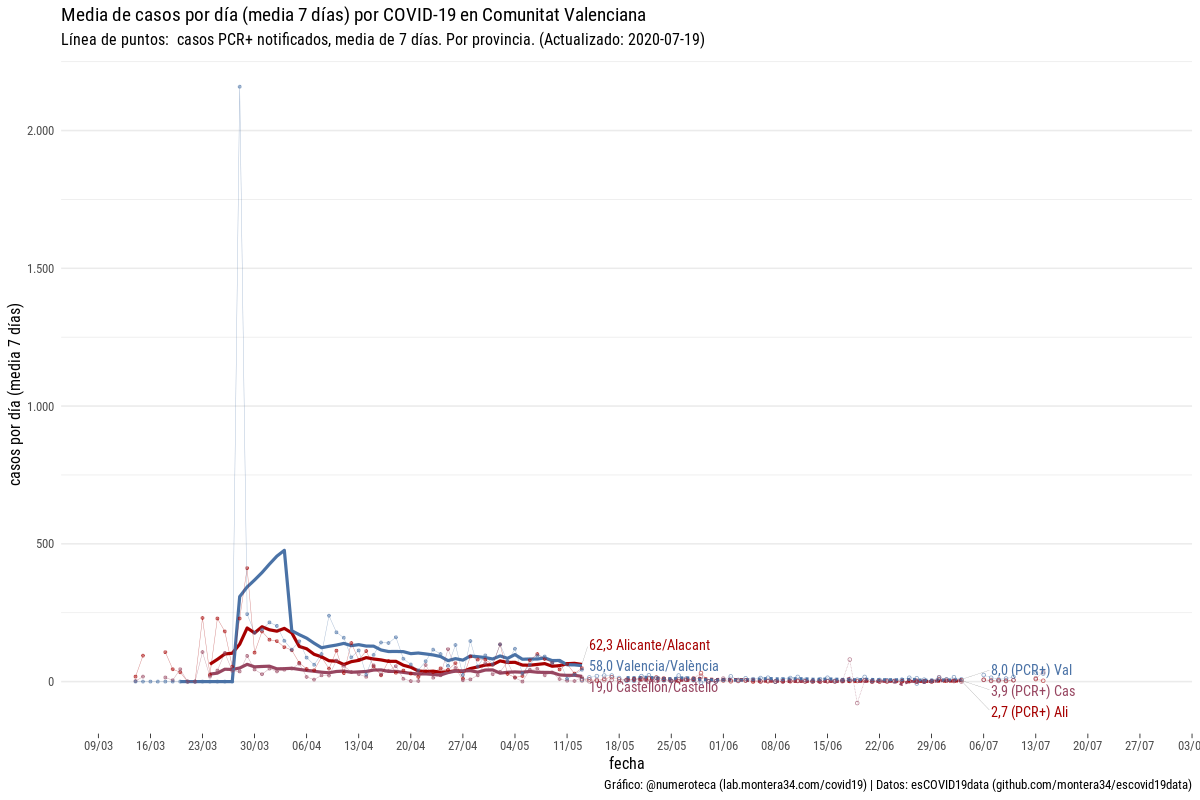 Media de casos por día (media 7 días) por COVID-19 en Comunitat Valenciana
Línea de puntos:  casos PCR+ notificados, media de 7 días. Por provincia. (Actualizado: 2020-07-19)
casos por día (media 7 días)
2.000
1.500
1.000
500
0
62,3 Alicante/Alacant
58,0 Valencia/València
19,0 Castellón/Castelló
8,0 (PCR+) Val
3,9 (PCR+) Cas
2,7 (PCR+) Ali
09/03 16/03 23/03 30/03 06/04 13/04 20/04 27/04 04/05 11/05 18/05 25/05 01/06 08/06 15/06 22/06 29/06 06/07 13/07 20/07 27/07 03/0
fecha
Gráfico: @numeroteca (lab.montera34.com/covid19) | Datos: esCOVID19data (github.com/montera34/escovid19data)